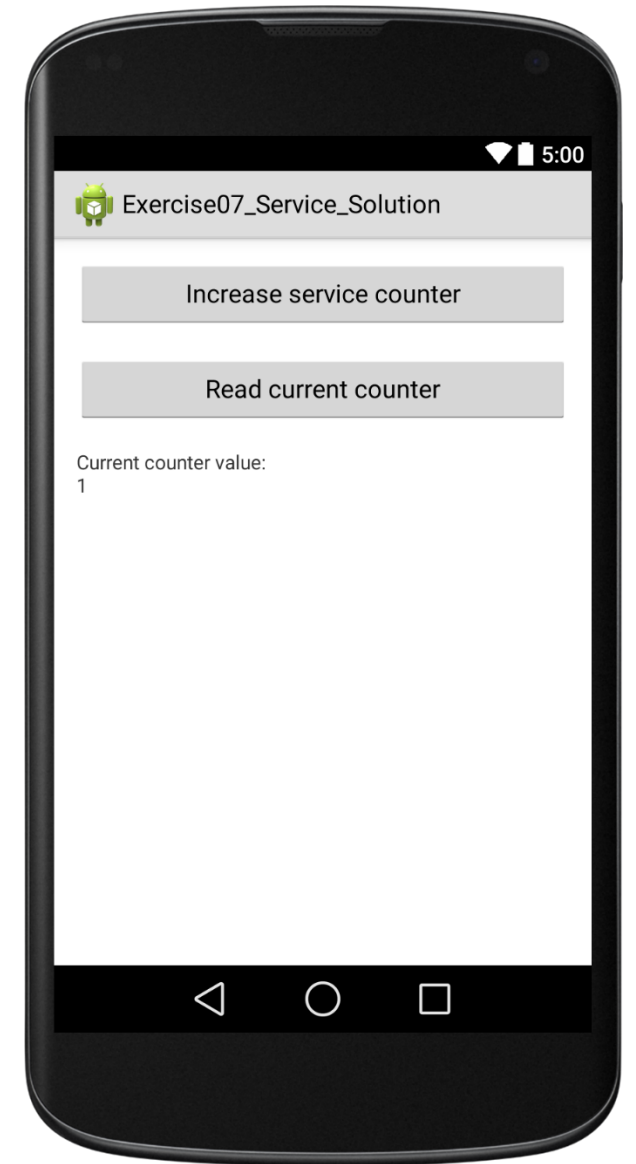 5:00
Exercise07_Service_Solution
Increase service counter
Read current counter
Current counter value:
1